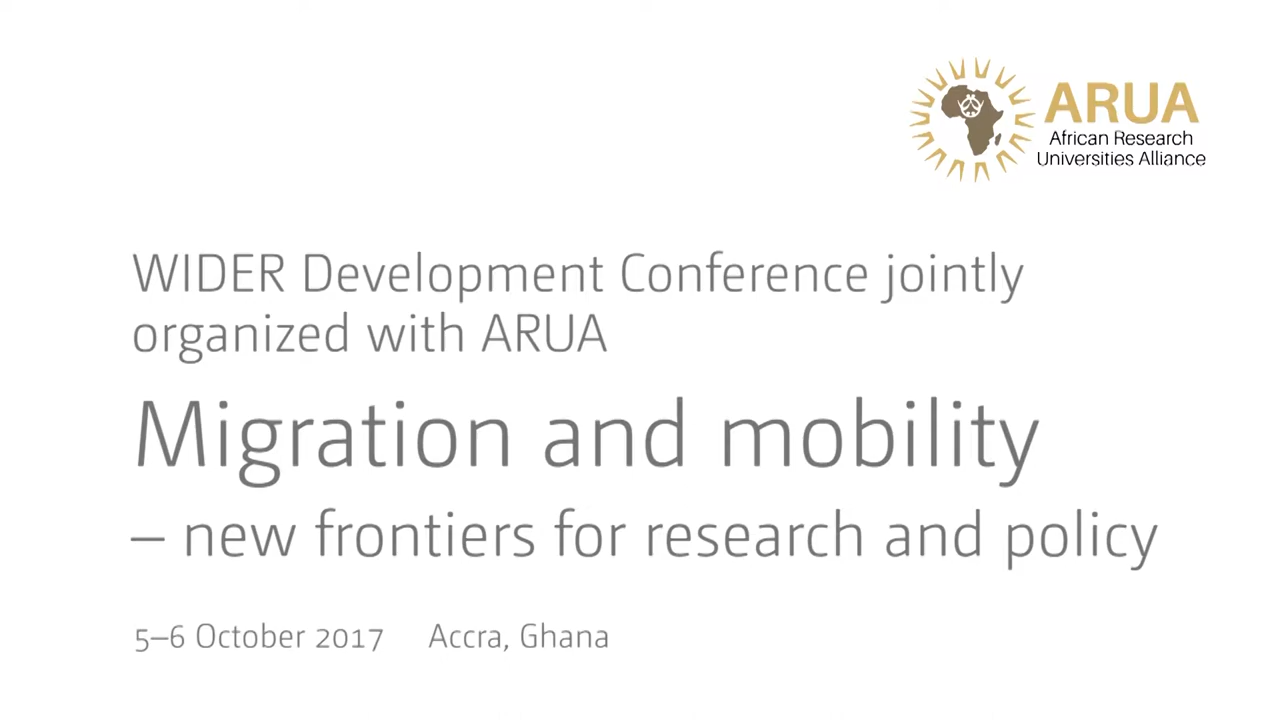 ARUA
African Research
Universities Alliance
WIDER Development Conference jointly
organized with ARUA
Migration and mobility
– new frontiers for research and policy
5–6 October 2017 Accra, Ghana